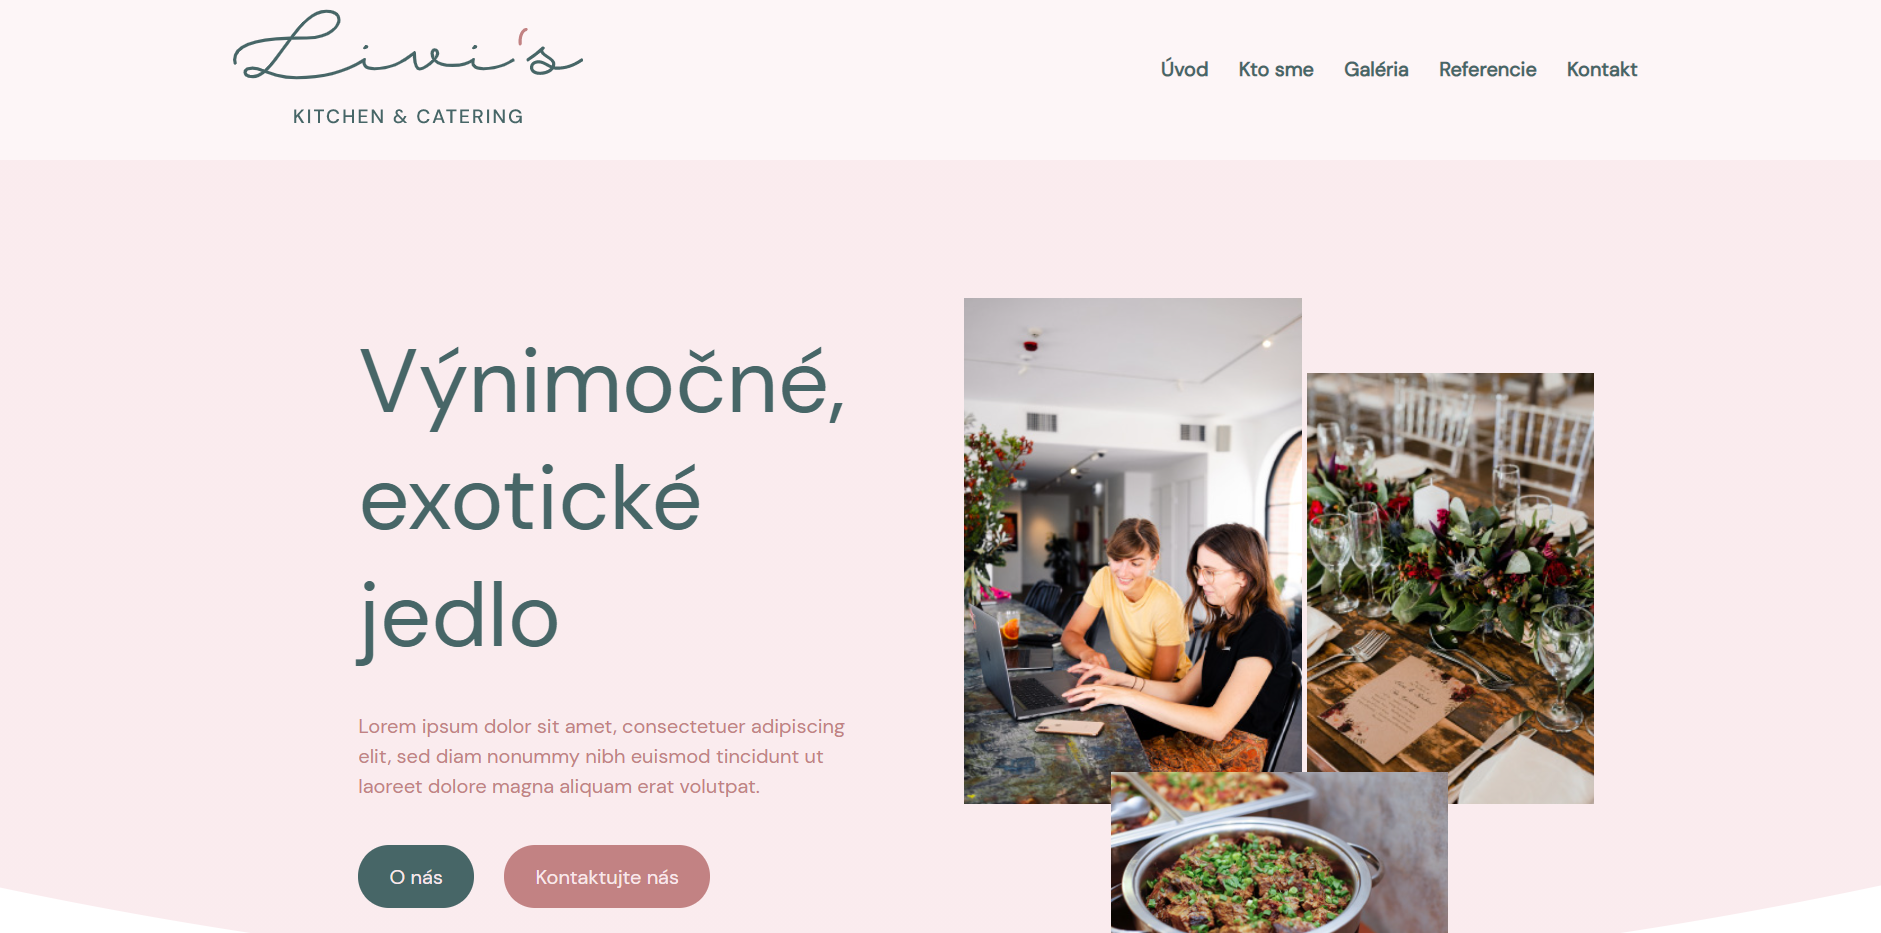 Livi's
KITCHEN & CATERING
Úvod Kto sme Galéria Referencie Kontakt
Výnimočné,
exotické
jedlo
Lorem ipsum dolor sit amet, consectetuer adipiscing
elit, sed diam nonummy nibh euismod tincidunt ut
laoreet dolore magna aliquam erat volutpat.
O nás Kontaktujte nás